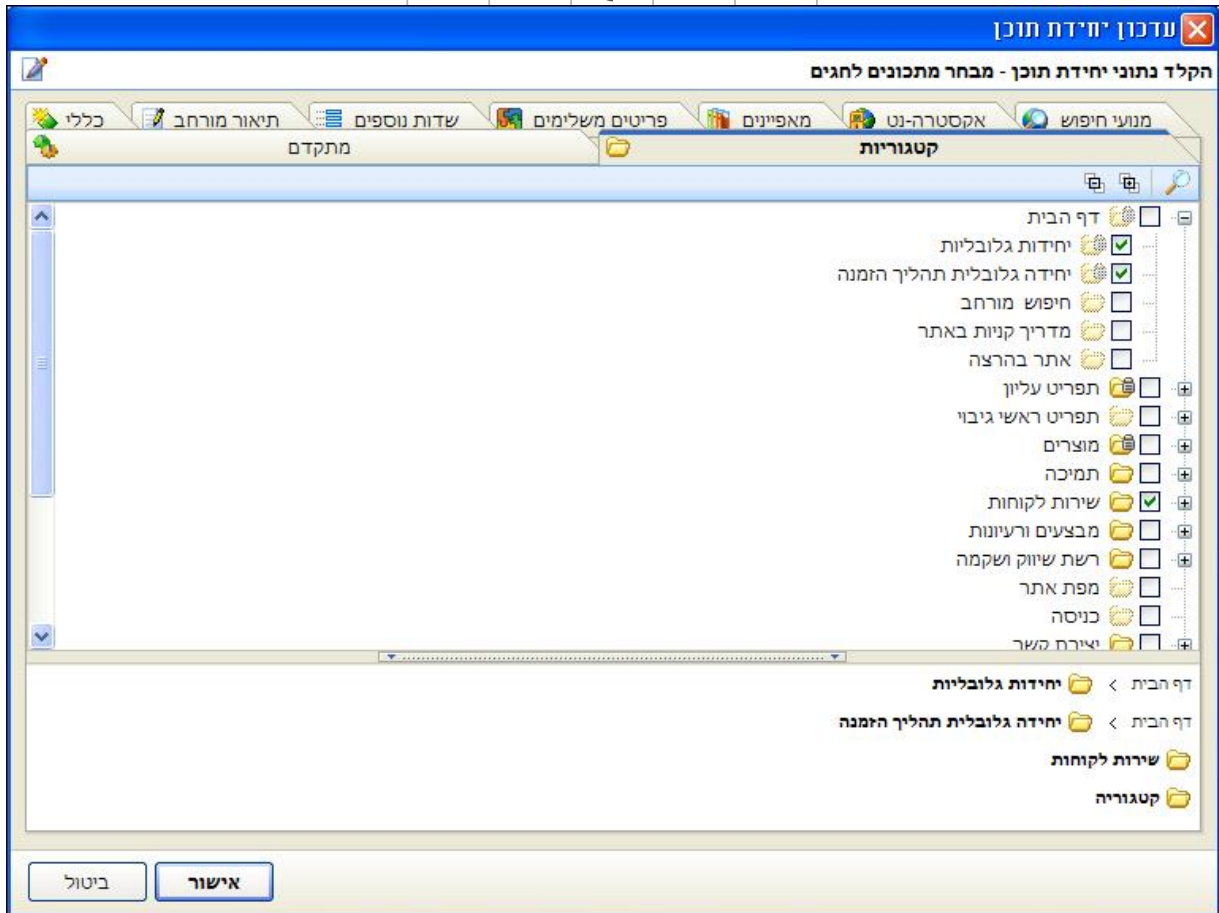 עדכון יחידת תוכן
הקלד נתוני יחידת תוכן - מבחר מתכונים לחגים
מנועי חיפוש אקסטרה-נט מאפיינים פריטים משלימים שדות נוספים תיאור מורחב כללי
קטגוריות מתקדם
דף הבית
יחידות גלובליות
יחידה גלובלית תהליך הזמנה
חיפוש מורחב
מדריך קניות באתר
אתר בהרצה
תפריט עליון
תפריט ראשי גיבוי
מוצרים
תמיכה
שירות לקוחות
מבצעים ורעיונות
רשת שיווק ושקמה
מפת אתר
כניסה
יצירת קשר
דף הבית > יחידות גלובליות
דף הבית > יחידה גלובלית תהליך הזמנה
שירות לקוחות
קטגוריה
אישור ביטול